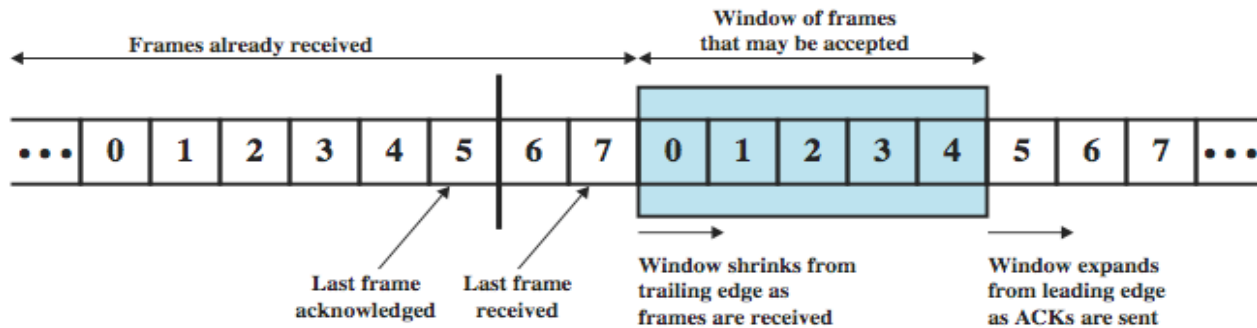 Frames already received
Window of frames
that may be accepted
••• 0 1 2 3 4 5 6 7 0 1 2 3 4 5 6 7 •••
Last frame
acknowledged
Last frame
received
Window shrinks from
trailing edge as
frames are received
Window expands
from leading edge
as ACKs are sent